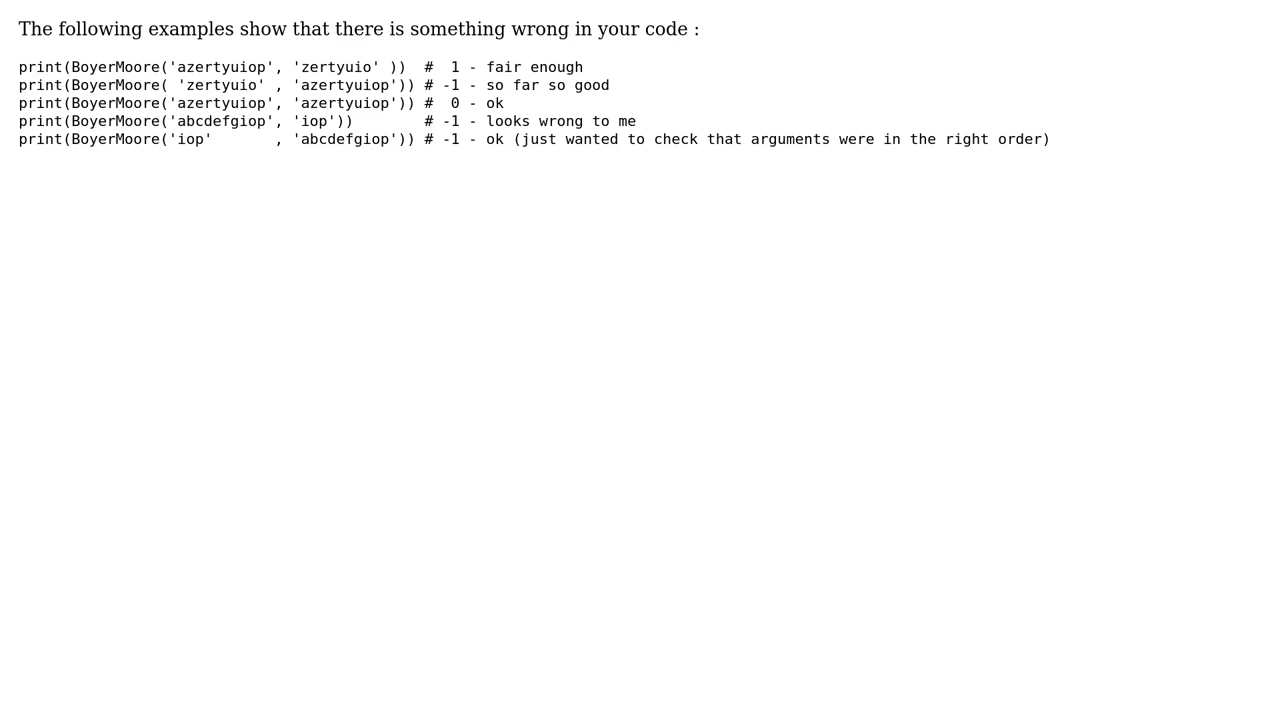 The following examples show that there is something wrong in your code :
print(BoyerMoore('azertyuiop', 'zertyuio' ))  #  1 - fair enough
print(BoyerMoore( 'zertyuio' , 'azertyuiop')) # -1 - so far so good
print(BoyerMoore('azertyuiop', 'azertyuiop')) #  0 - ok
print(BoyerMoore('abcdefgiop', 'iop'))        # -1 - looks wrong to me
print(BoyerMoore('iop'       , 'abcdefgiop')) # -1 - ok (just wanted to check that arguments were in the right order)